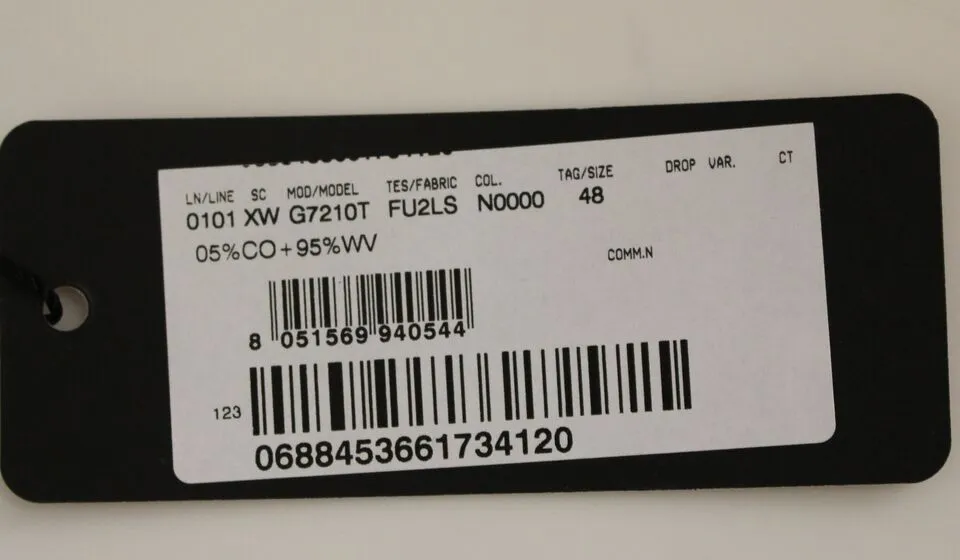 LN/LINE SC MOD/MODEL TES/FABRIC COL. TAG/SIZE DROP VAR. CT
0101 XW G7210T FU2LS N0000 48
05%CO+95%WV
COMM.N
8 051569 940544
123
0688453661734120